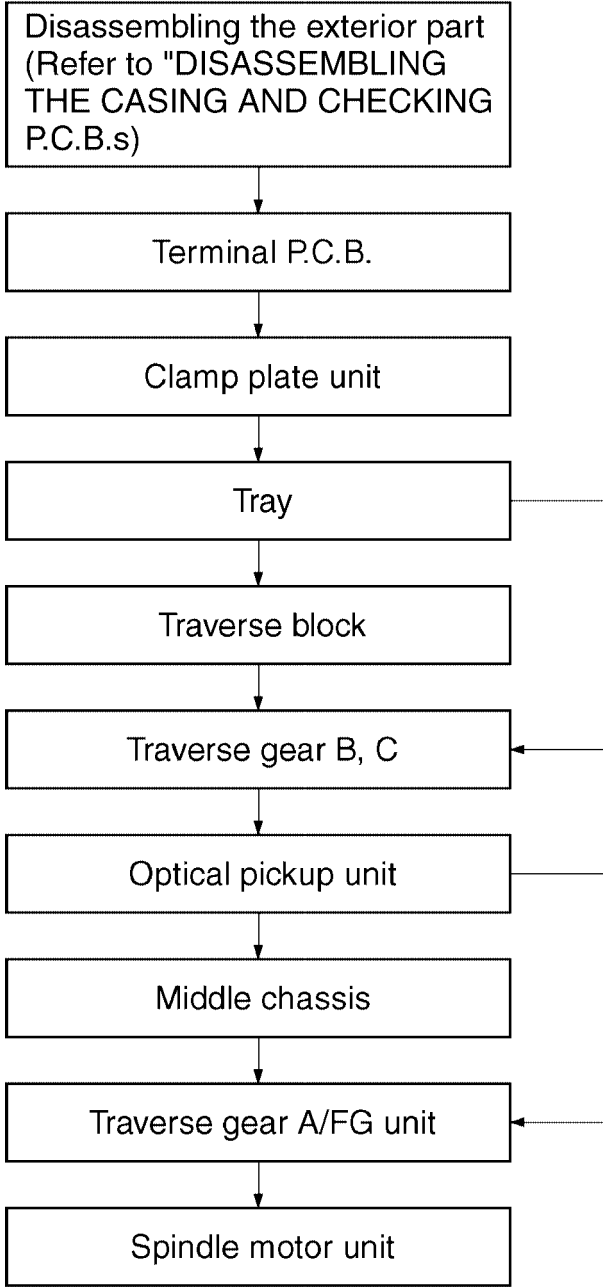 Disassembling the exterior part
(Refer to "DISASSEMBLING
THE CASING AND CHECKING
P.C.B.s)
Terminal P.C.B.
Clamp plate unit
Tray
Traverse block
Traverse gear B, C
Optical pickup unit
Middle chassis
Traverse gear A/FG unit
Spindle motor unit